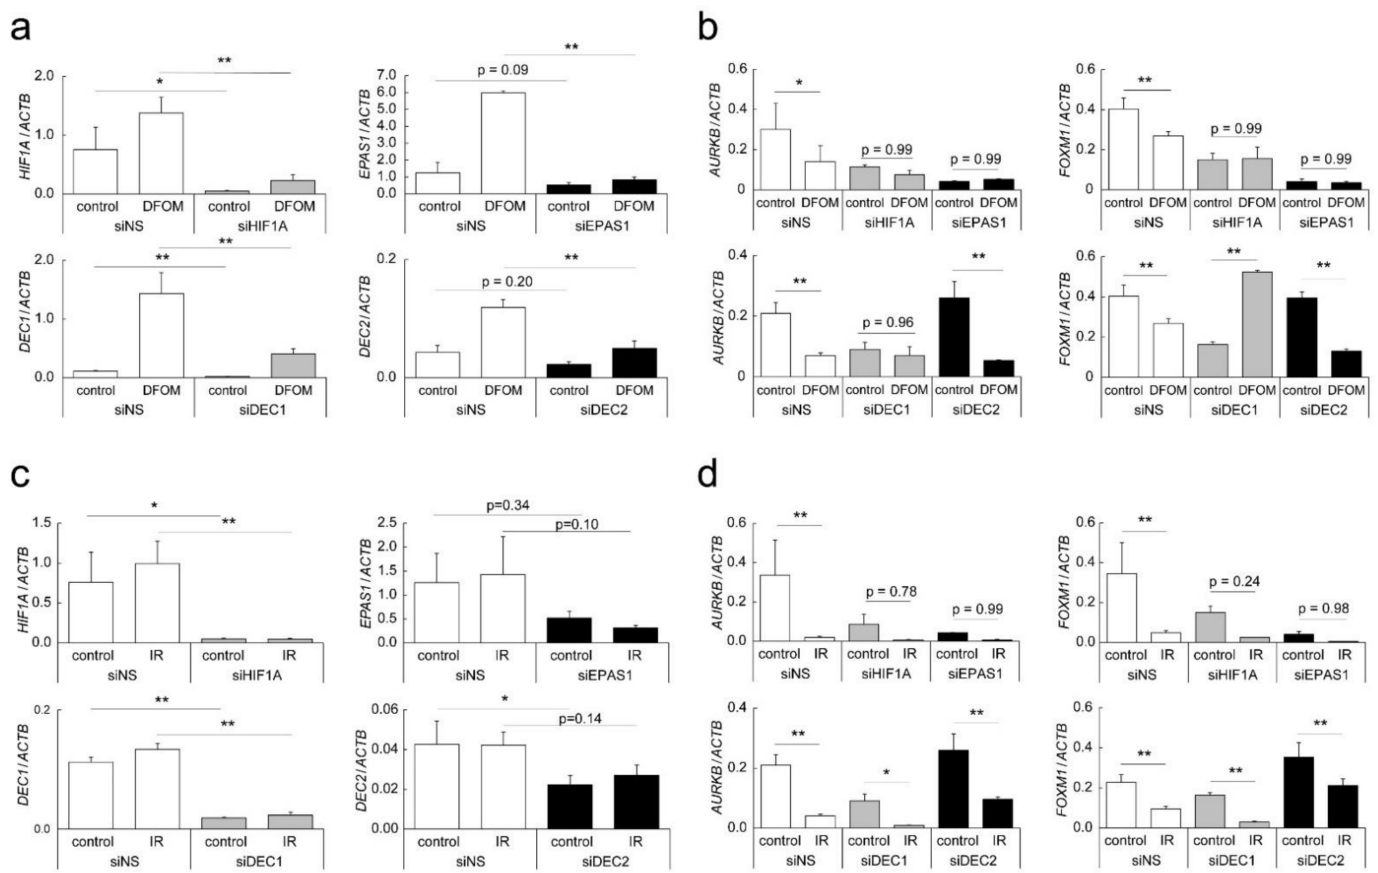 a
b
**
**
*
p = 0.09
HIF1A/ACTB
2.0
1.0
0.0
control DFOM control DFOM
siNS siHIF1A
EPAS1/ACTB
7.0
6.0
5.0
4.0
3.0
2.0
1.0
0.0
control DFOM control DFOM
siNS siEPAS1
AURKB/ACTB
0.6
0.4
0.2
0
*
p = 0.99
p = 0.99
control DFOM control DFOM control DFOM
siNS siHIF1A siEPAS1
FOXM1/ACTB
0.6
0.4
0.2
0
**
p = 0.99
p = 0.99
control DFOM control DFOM control DFOM
siNS siHIF1A siEPAS1
**
**
DEC1/ACTB
2.0
1.0
0.0
control DFOM control DFOM
siNS siDEC1
**
p = 0.20
DEC2/ACTB
0.2
0.1
0.0
control DFOM control DFOM
siNS siDEC2
AURKB/ACTB
0.4
0.2
0
**
p = 0.96
**
control DFOM control DFOM control DFOM
siNS siDEC1 siDEC2
FOXM1/ACTB
0.6
0.4
0.2
0
**
**
**
control DFOM control DFOM control DFOM
siNS siDEC1 siDEC2
c
d
*
**
HIF1A/ACTB
1.5
1.0
0.5
0.0
control IR control IR
siNS siHIF1A
p=0.34
p=0.10
EPAS1/ACTB
2.5
2.0
1.5
1.0
0.5
0.0
control IR control IR
siNS siEPAS1
AURKB/ACTB
0.6
0.4
0.2
0.0
**
p = 0.78
p = 0.99
control IR control IR control IR
siNS siHIF1A siEPAS1
FOXM1/ACTB
0.6
0.4
0.2
0.0
**
p = 0.24
p = 0.98
control IR control IR control IR
siNS siHIF1A siEPAS1
**
**
DEC1/ACTB
0.2
0.1
0.0
control IR control IR
siNS siDEC1
*
p=0.14
DEC2/ACTB
0.06
0.04
0.02
0.00
control IR control IR
siNS siDEC2
AURKB/ACTB
0.4
0.2
0.0
**
*
**
control IR control IR control IR
siNS siDEC1 siDEC2
FOXM1/ACTB
0.6
0.4
0.2
0.0
**
**
**
control IR control IR control IR
siNS siDEC1 siDEC2